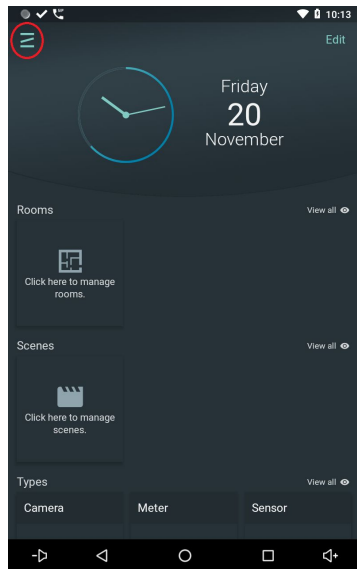 10:13
Edit
Friday
20
November
Rooms
View all
Click here to manage
rooms.
Scenes
View all
Click here to manage
scenes.
Types
View all
Camera
Meter
Sensor